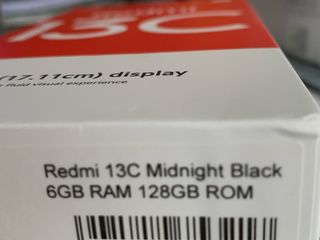 13C
(17.11cm) display
fluid visual experience
Redmi 13C Midnight Black
6GB RAM 128GB ROM